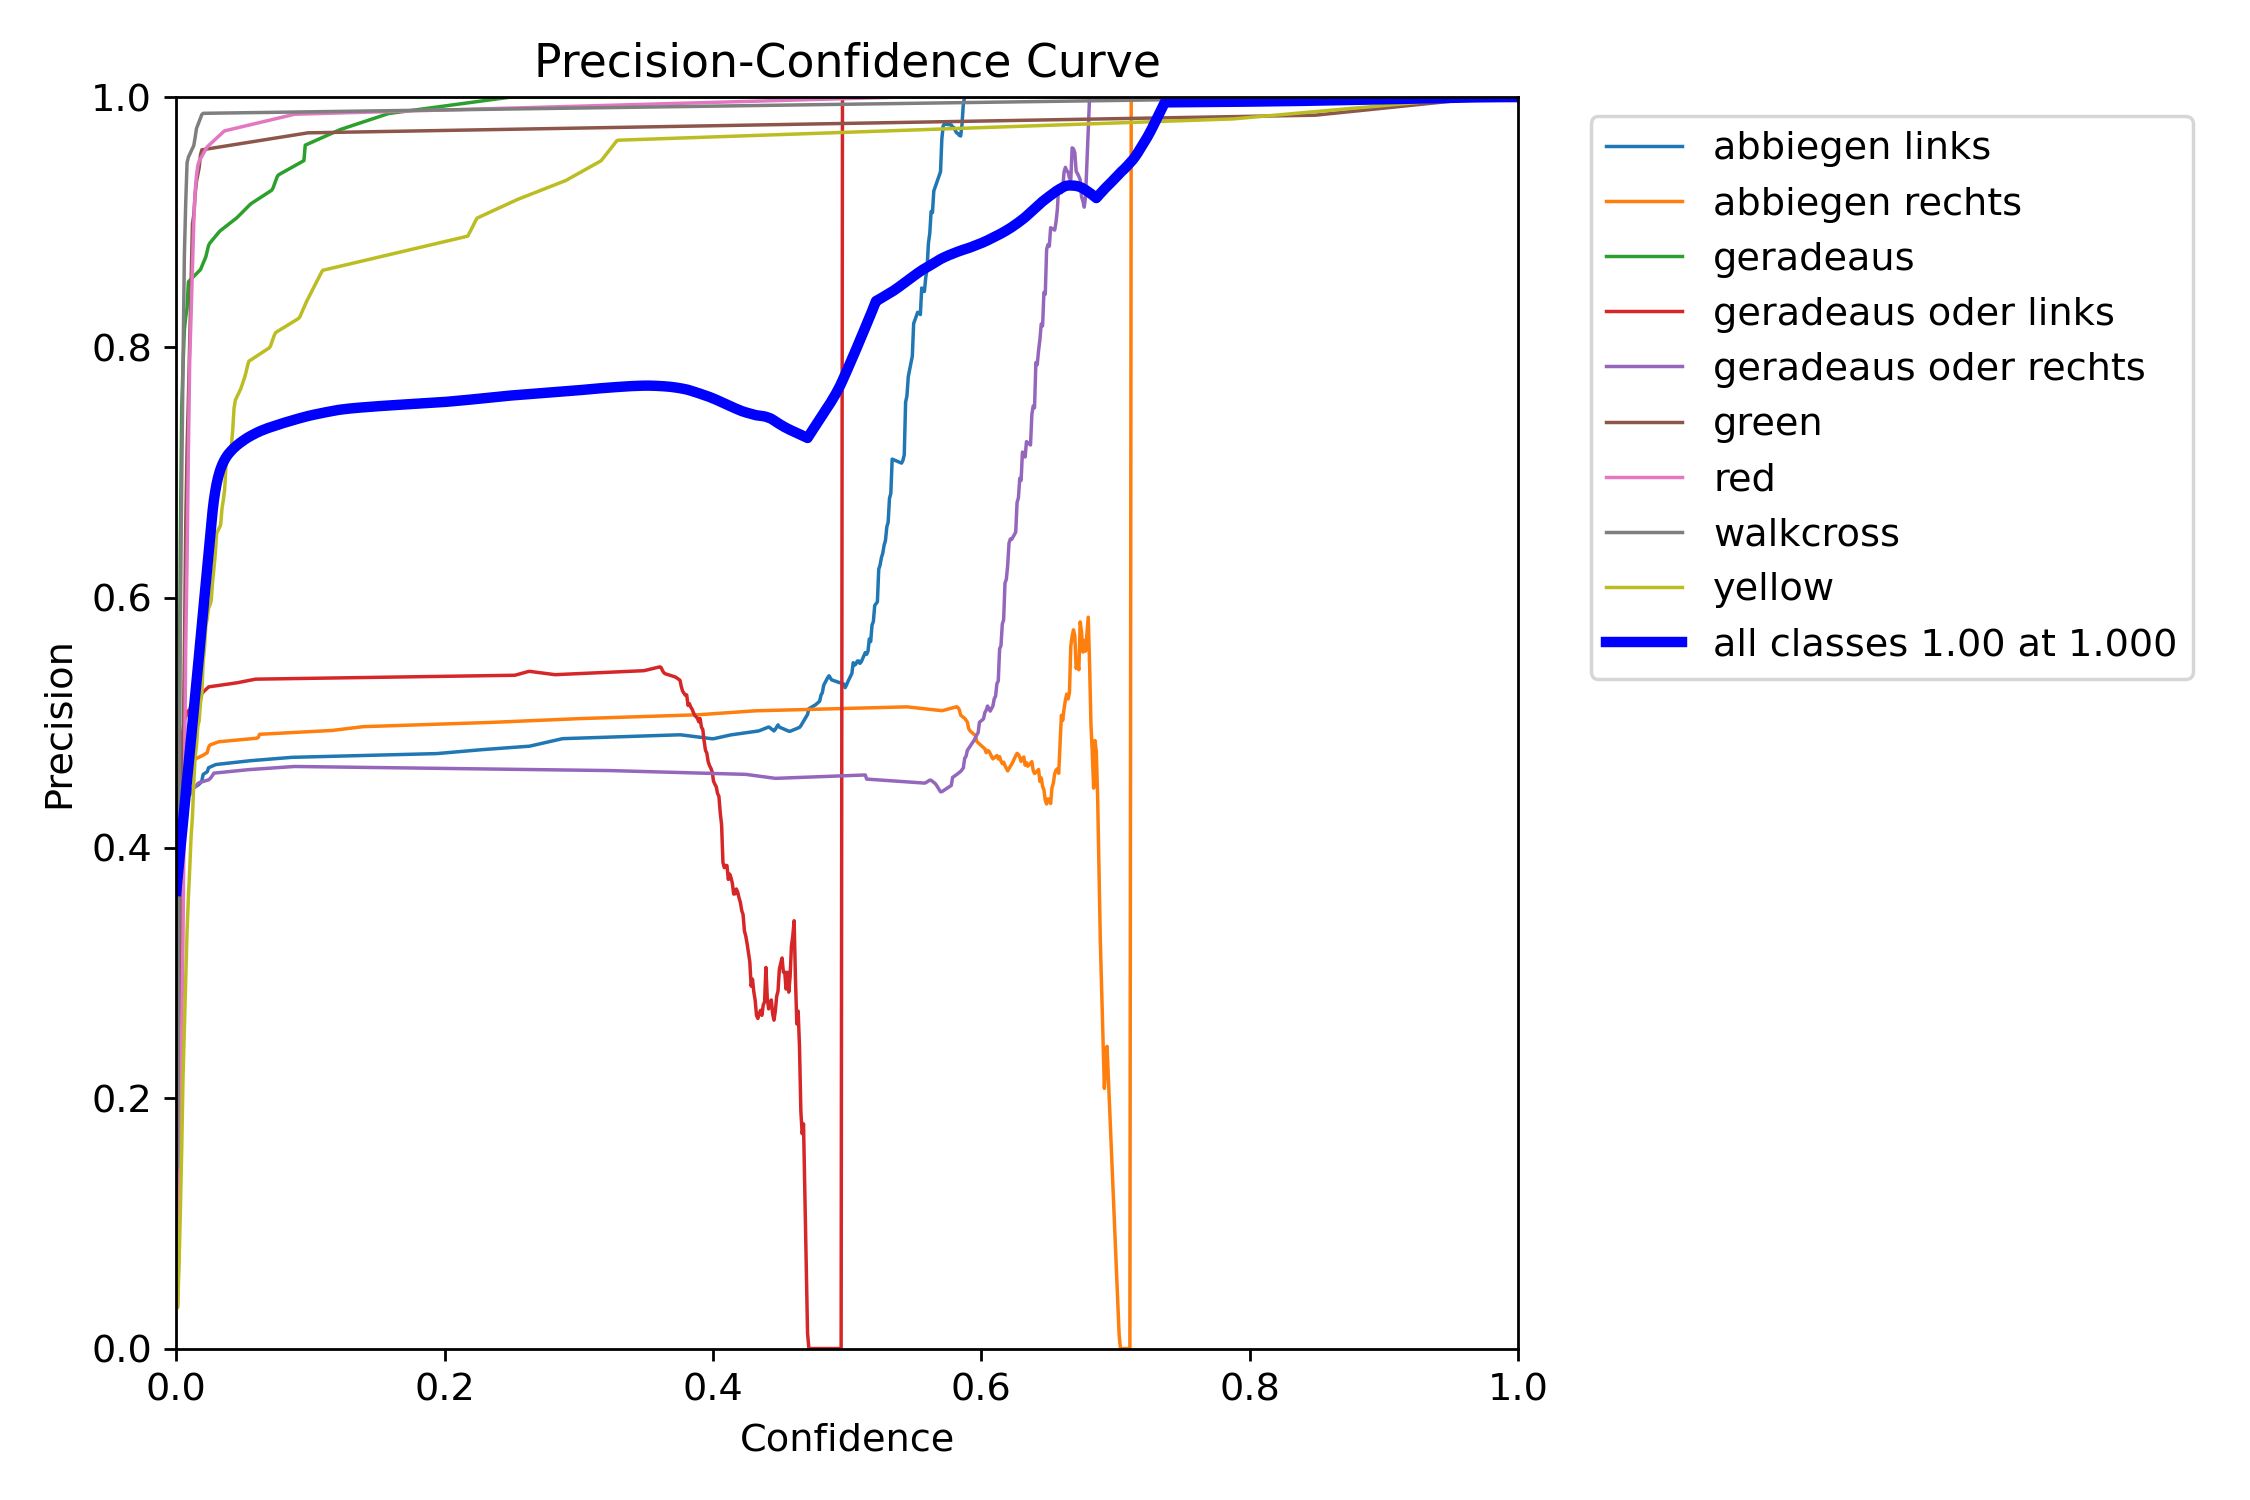 Precision-Confidence Curve
1.0
0.8
0.6
0.4
0.2
0.0
Precision
0.0 0.2 0.4 0.6 0.8 1.0
Confidence
abbiegen links
abbiegen rechts
geradeaus
geradeaus oder links
geradeaus oder rechts
green
red
walkcross
yellow
all classes 1.00 at 1.000